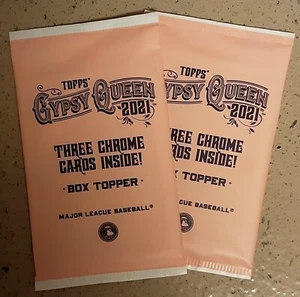 TOPPS®
GYPSY QUEEN
2021
THREE CHROME
CARDS INSIDE!
• BOX TOPPER •
MAJOR LEAGUE BASEBALL®
TOPPS®
GYPSY QUEEN
2021
THREE CHROME
CARDS INSIDE!
BOX TOPPER •
LEAGUE BASEBALL®